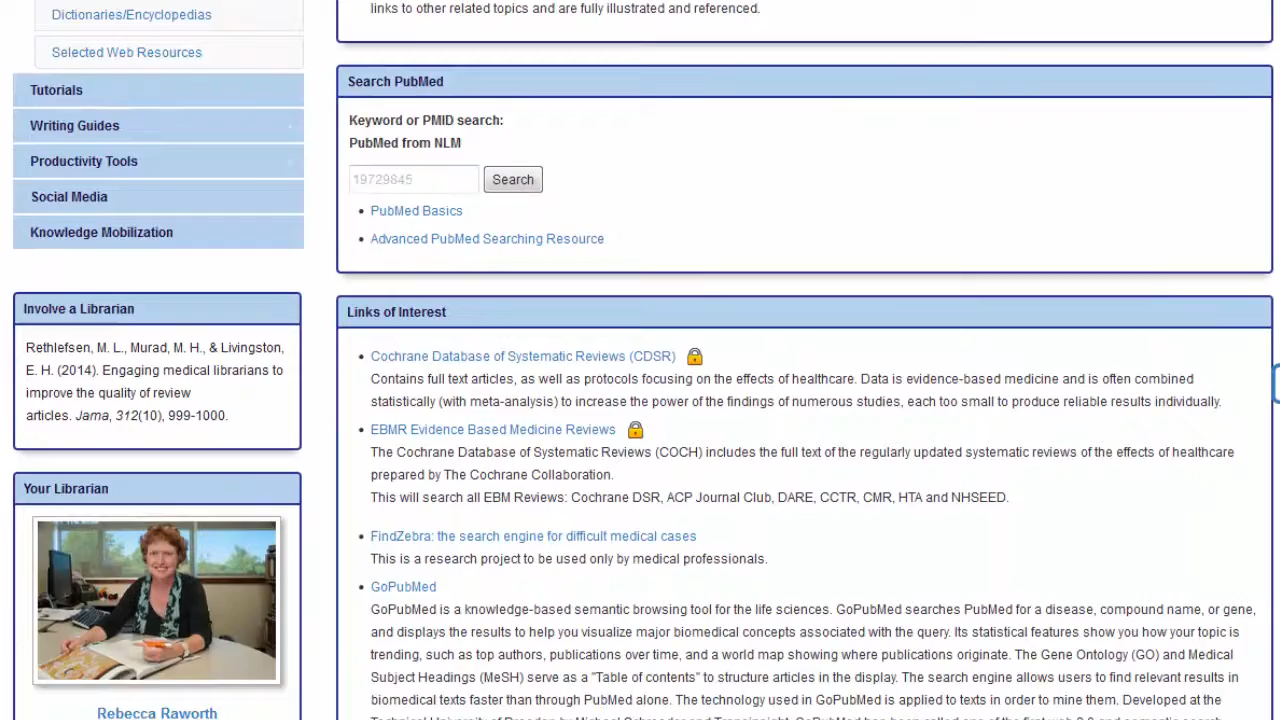 Dictionaries/Encyclopedias
Selected Web Resources
Tutorials
Writing Guides
Productivity Tools
Social Media
Knowledge Mobilization
Involve a Librarian
Rethlefsen, M. L., Murad, M. H., & Livingston,
E. H. (2014). Engaging medical librarians to
improve the quality of review
articles. Jama, 312(10), 999-1000.
Your Librarian
Rebecca Raworth
links to other related topics and are fully illustrated and referenced.
Search PubMed
Keyword or PMID search:
PubMed from NLM
19729845 Search
• PubMed Basics
• Advanced PubMed Searching Resource
Links of Interest
• Cochrane Database of Systematic Reviews (CDSR)
Contains full text articles, as well as protocols focusing on the effects of healthcare. Data is evidence-based medicine and is often combined
statistically (with meta-analysis) to increase the power of the findings of numerous studies, each too small to produce reliable results individually.
• EBMR Evidence Based Medicine Reviews
The Cochrane Database of Systematic Reviews (COCH) includes the full text of the regularly updated systematic reviews of the effects of healthcare
prepared by The Cochrane Collaboration.
This will search all EBM Reviews: Cochrane DSR, ACP Journal Club, DARE, CCTR, CMR, HTA and NHSEED.
• FindZebra: the search engine for difficult medical cases
This is a research project to be used only by medical professionals.
• GoPubMed
GoPubMed is a knowledge-based semantic browsing tool for the life sciences. GoPubMed searches PubMed for a disease, compound name, or gene,
and displays the results to help you visualize major biomedical concepts associated with the query. Its statistical features show you how your topic is
trending, such as top authors, publications over time, and a world map showing where publications originate. The Gene Ontology (GO) and Medical
Subject Headings (MeSH) serve as a "Table of contents" to structure articles in the display. The search engine allows users to find relevant results in
biomedical texts faster than through PubMed alone. The technology used in GoPubMed is applied to texts in order to mine them. Developed at the